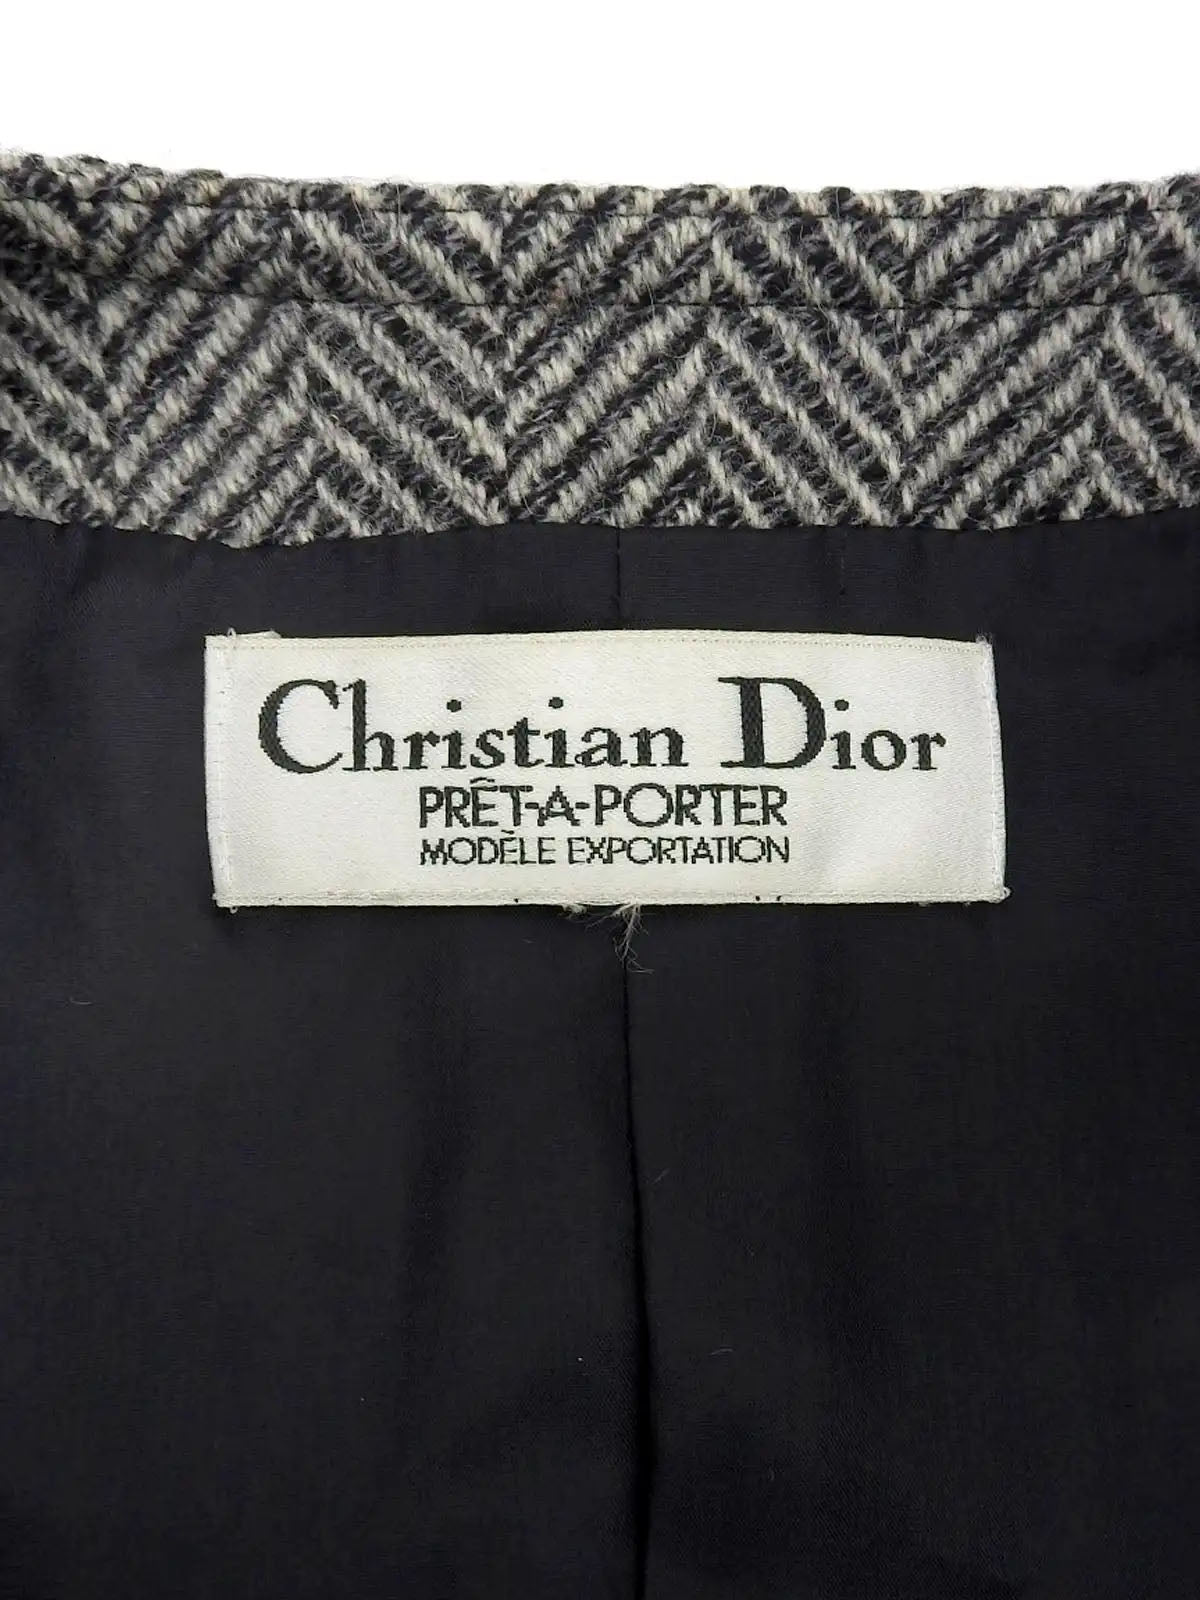 Christian Dior
PRÊT-A-PORTER
MODÈLE EXPORTATION